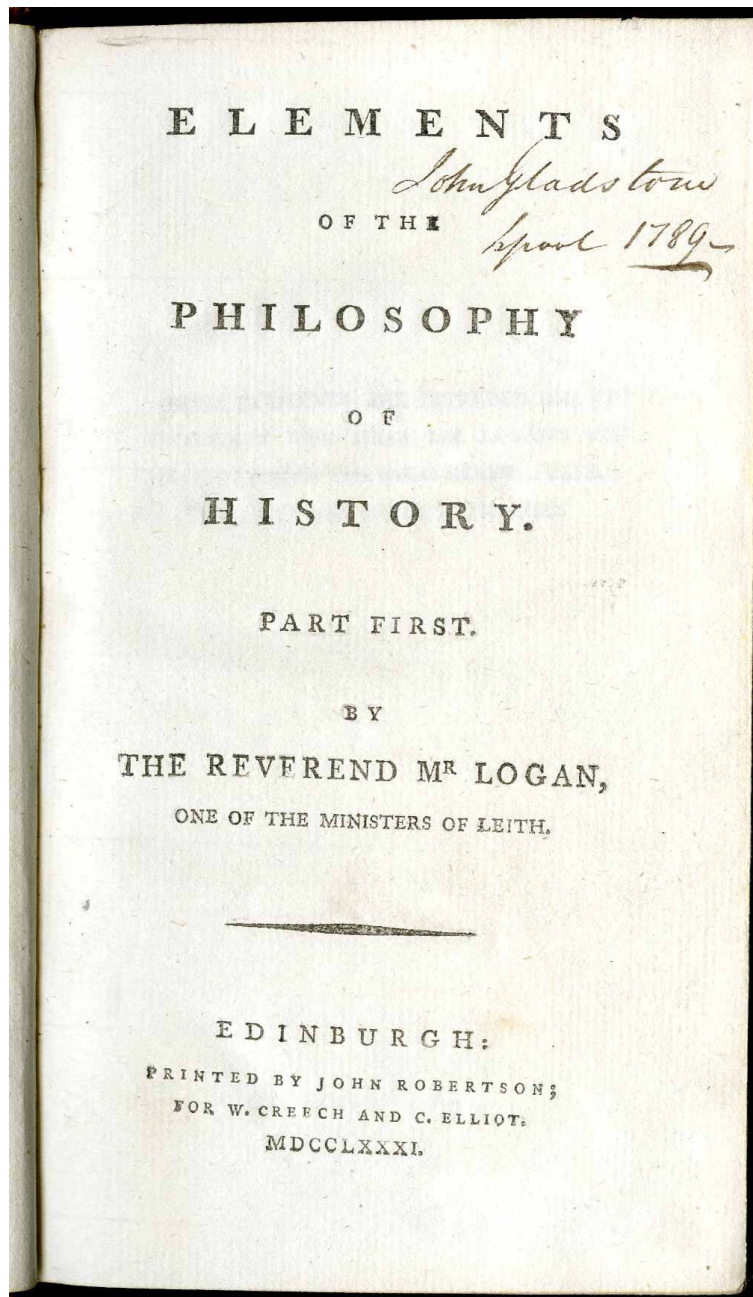 ELEMENTS
John Gladstone
OF THE
Lpool 1789
PHILOSOPHY
OF
HISTORY.
PART FIRST.
BY
THE REVEREND MR LOGAN,
ONE OF THE MINISTERS OF LEITH.
EDINBURGH:
PRINTED BY JOHN ROBERTSON;
FOR W. CREECH AND C. ELLIOT.
MDCCLXXXI.